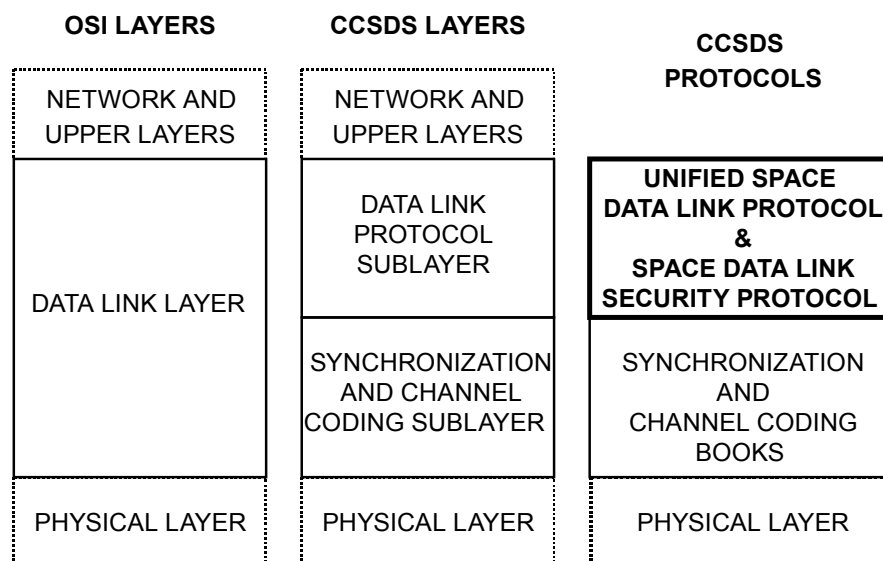 OSI LAYERS
NETWORK AND
UPPER LAYERS
DATA LINK LAYER
PHYSICAL LAYER
CCSDS LAYERS
NETWORK AND
UPPER LAYERS
DATA LINK
PROTOCOL
SUBLAYER
SYNCHRONIZATION
AND CHANNEL
CODING SUBLAYER
PHYSICAL LAYER
CCSDS
PROTOCOLS
UNIFIED SPACE
DATA LINK PROTOCOL
&
SPACE DATA LINK
SECURITY PROTOCOL
SYNCHRONIZATION
AND
CHANNEL CODING
BOOKS
PHYSICAL LAYER